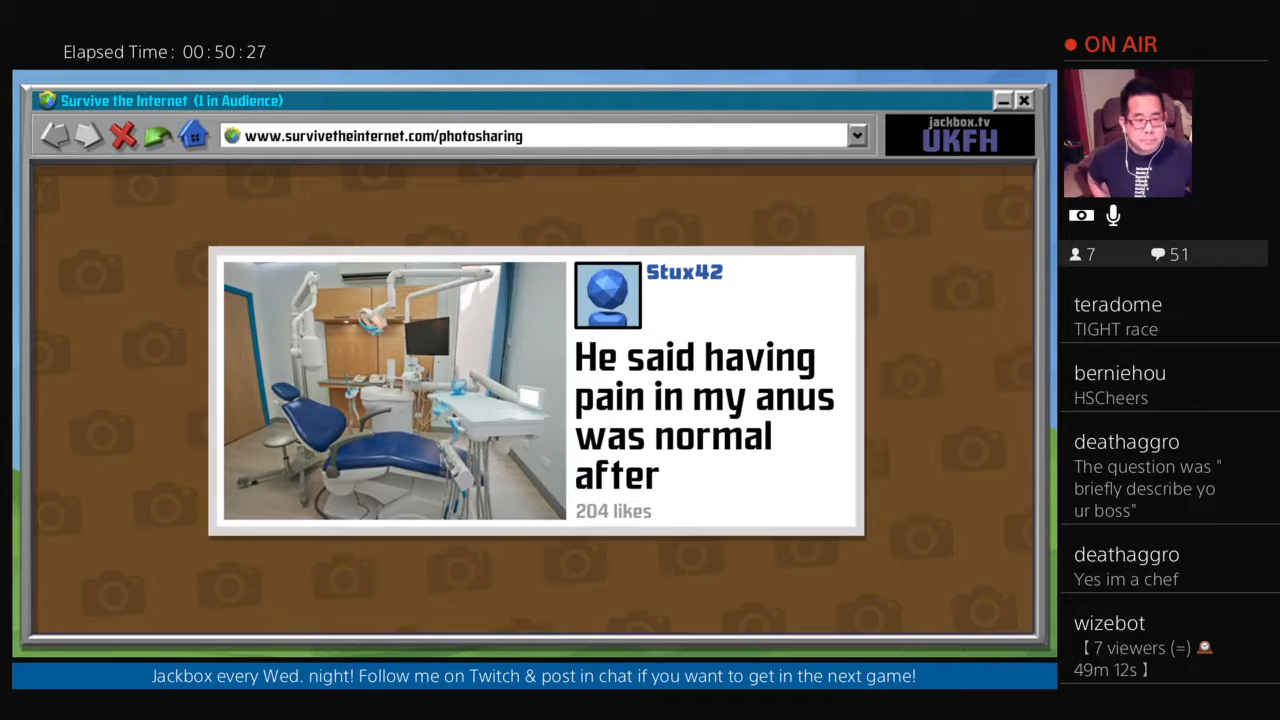 Elapsed Time: 00:50:27
ON AIR
Survive the Internet (1 in Audience)
www.survivetheinternet.com/photosharing
jackbox.tv
UKFH
Stux42
He said having
pain in my anus
was normal
after
204 likes
7
51
teradome
TIGHT race
berniehou
HSCheers
deathaggro
The question was "
briefly describe yo
ur boss"
deathaggro
Yes im a chef
wizebot
【 7 viewers (=) 🕰
49m 12s 】
Jackbox every Wed. night! Follow me on Twitch & post in chat if you want to get in the next game!